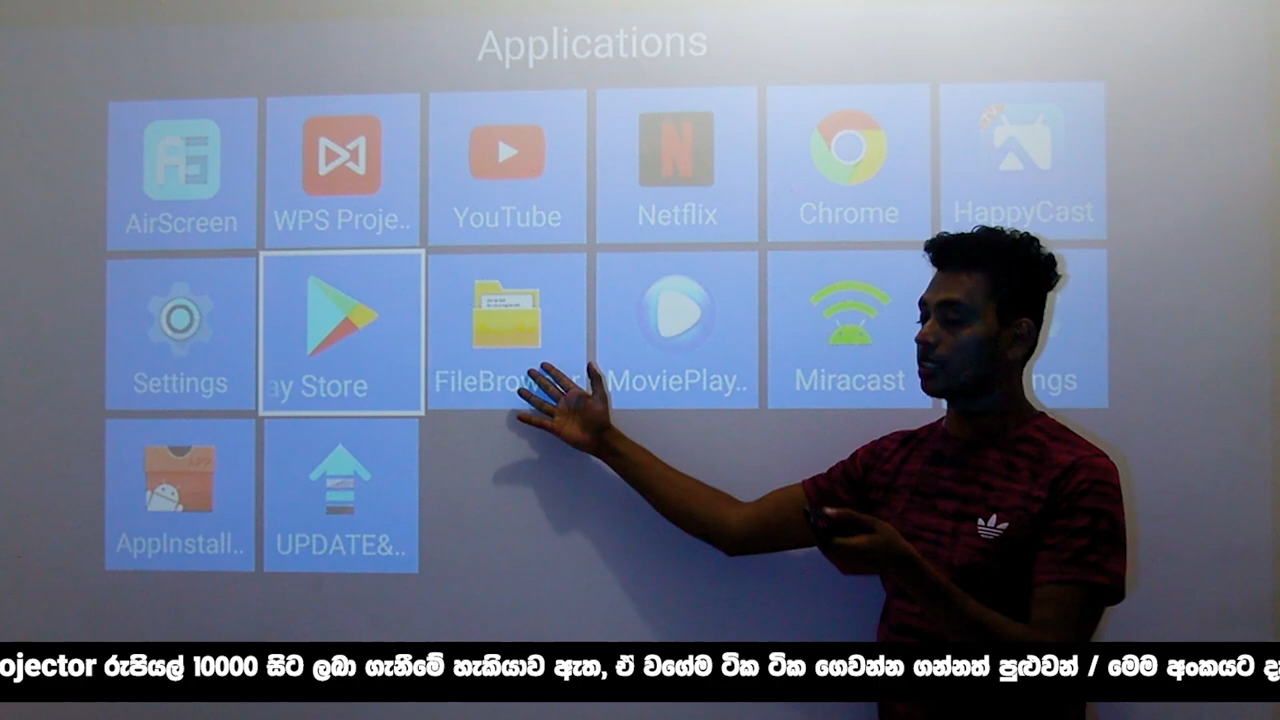 Applications
AirScreen
WPS Proje..
YouTube
Netflix
Chrome
HappyCast
Settings
ay Store
FileBrow
MoviePlay..
Miracast
ngs
AppInstall..
UPDATE&..
ojector රුපියල් 10000 සිට ලබා ගැනීමේ හැකියාව ඇත, ඒ වගේම ටික ටික ගෙවන්න ගන්නත් පුළුවන් / මෙම අංකයට ද